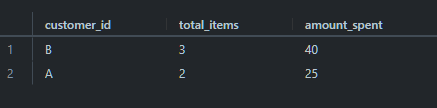 customer_id total_items amount_spent
1 B 3 40
2 A 2 25